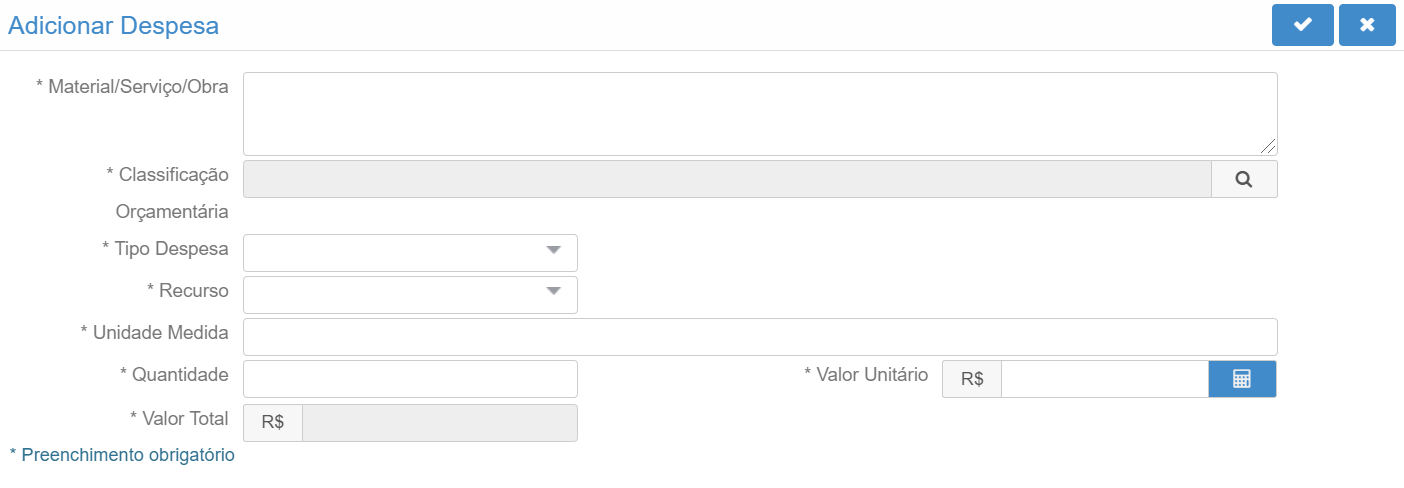 Adicionar Despesa
* Material/Serviço/Obra
* Classificação
Orçamentária
* Tipo Despesa
* Recurso
* Unidade Medida
* Quantidade
* Valor Unitário R$
* Valor Total R$
* Preenchimento obrigatório